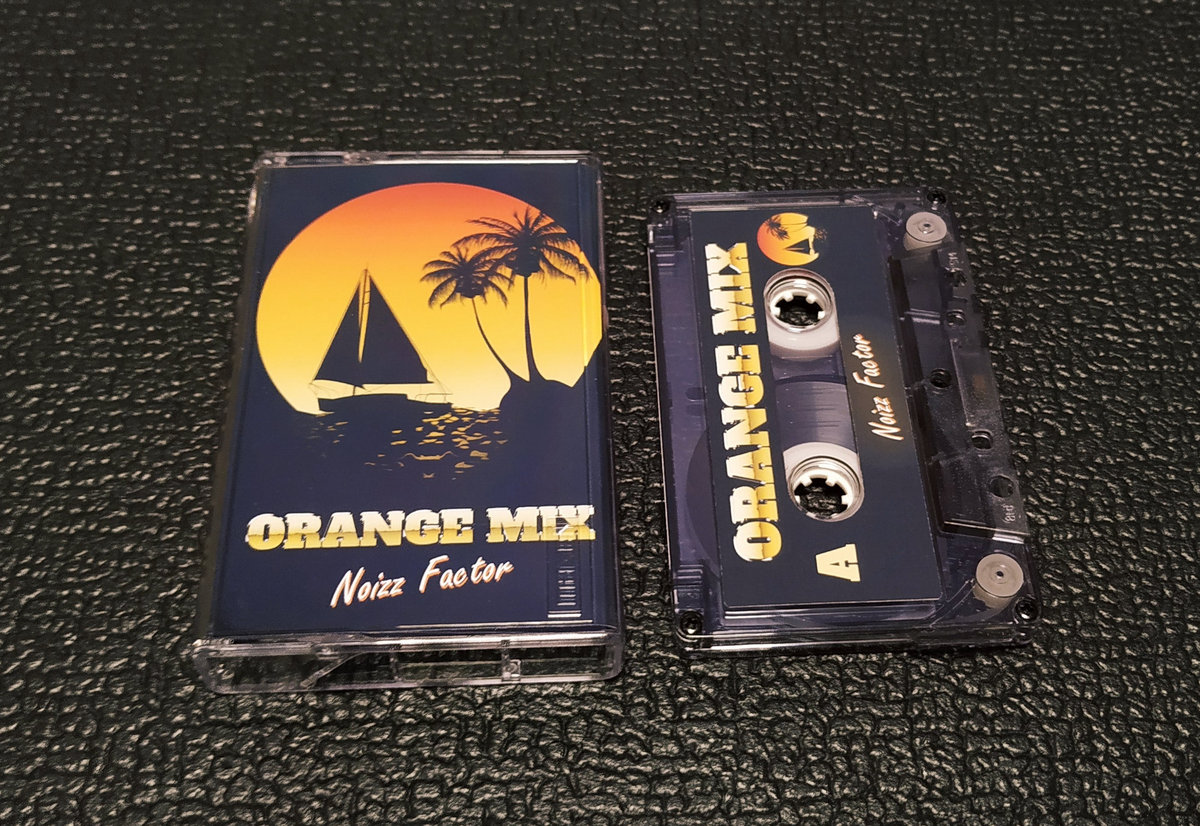 ORANGE MIX
Noizz Factor
ORANGE MIX
Noizz Factor
A